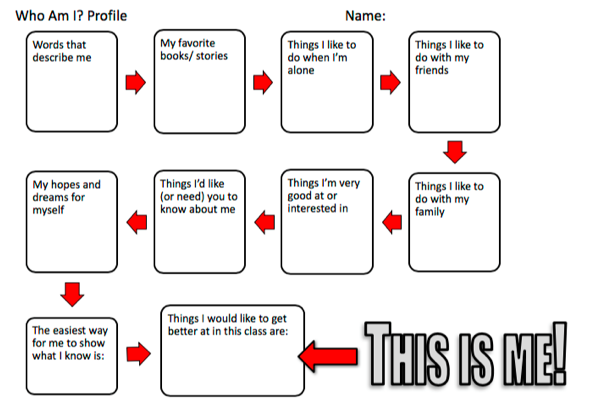 Who Am I? Profile
Name:
Words that
describe me
My favorite
books/ stories
Things I like to
do when I'm
alone
Things I like to
do with my
friends
Things I like to
do with my
family
Things I'm very
good at or
interested in
Things I'd like
(or need) you to
know about me
My hopes and
dreams for
myself
The easiest way
for me to show
what I know is:
Things I would like to get
better at in this class are:
THIS IS ME!